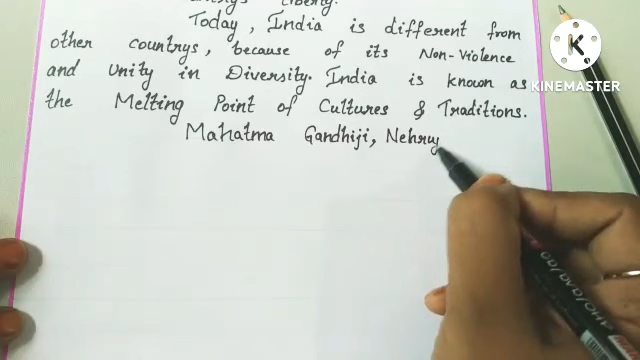 Liberty.
Today, India is different from
other countrys, because of its Non-Violence
and Unity in Diversity. India is known as
the Melting Point of Cultures & Traditions.
Mahatma Gandhiji, Nehru
KINEMASTER